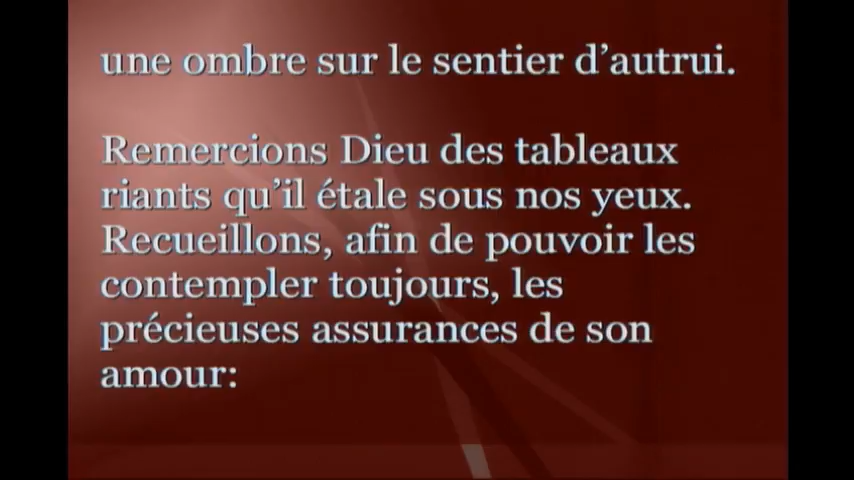 une ombre sur le sentier d’autrui.
Remercions Dieu des tableaux
riants qu’il étale sous nos yeux.
Recueillons, afin de pouvoir les
contempler toujours, les
précieuses assurances de son
amour: